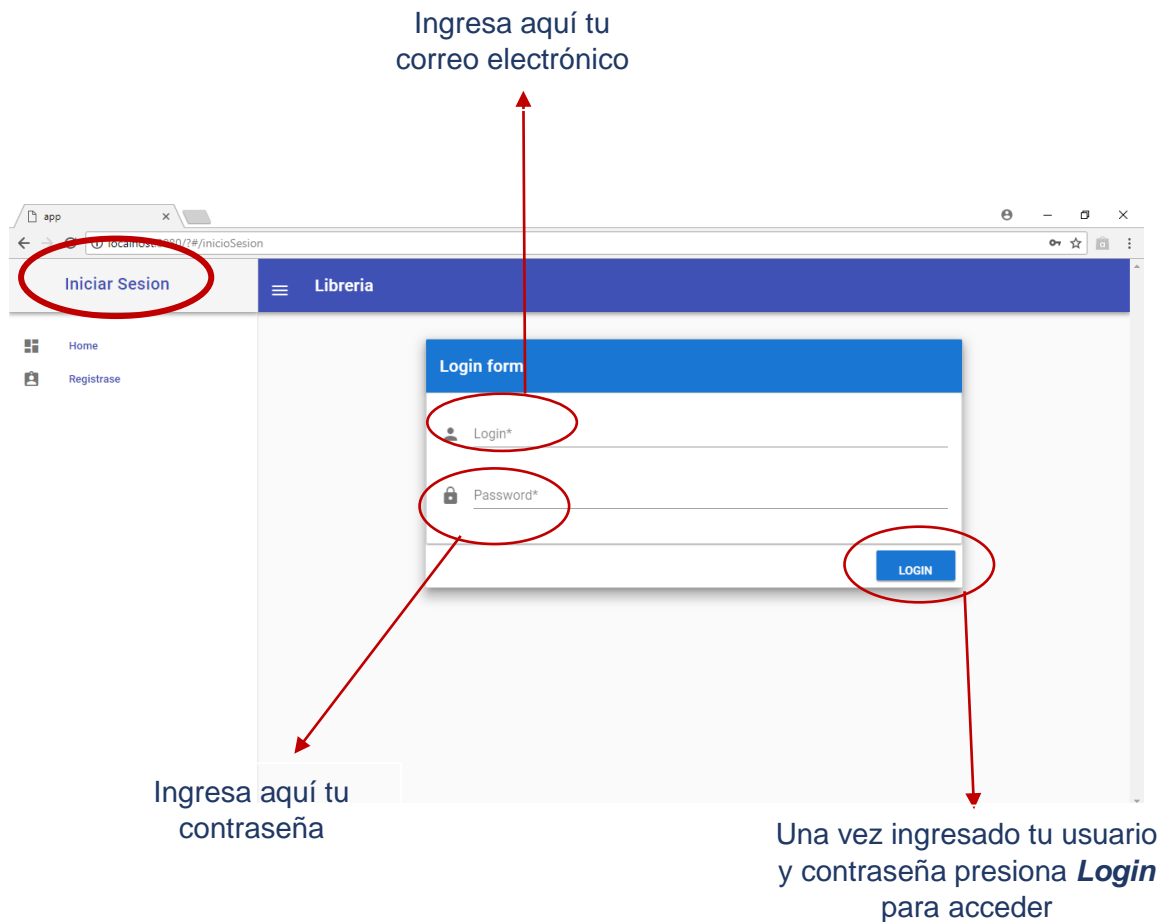 Ingresa aquí tu
correo electrónico
app
/?#/inicioSesion
Iniciar Sesion
Libreria
Home
Registrase
Login form
Login*
Password*
LOGIN
Ingresa aquí tu
contraseña
Una vez ingresado tu usuario
y contraseña presiona Login
para acceder